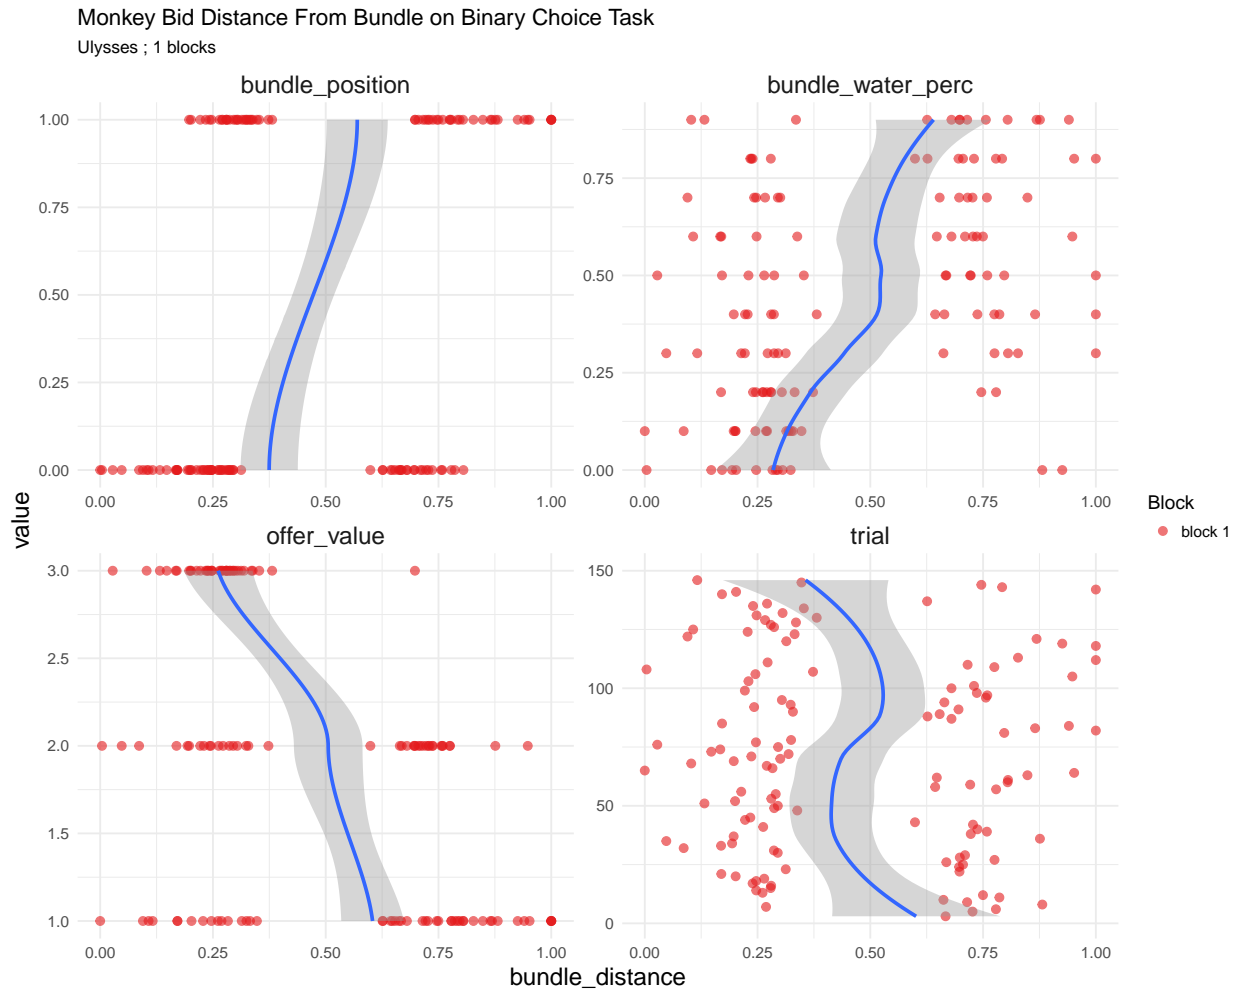 Monkey Bid Distance From Bundle on Binary Choice Task
Ulysses ; 1 blocks
bundle_position
bundle_water_perc
1.00
0.75
0.50
0.25
0.00
0.75
0.50
0.25
0.00
0.00 0.25 0.50 0.75 1.00
0.00 0.25 0.50 0.75 1.00
value
offer_value
trial
3.0
2.5
2.0
1.5
1.0
150
100
50
0
0.00 0.25 0.50 0.75 1.00
0.00 0.25 0.50 0.75 1.00
bundle_distance
Block
block 1